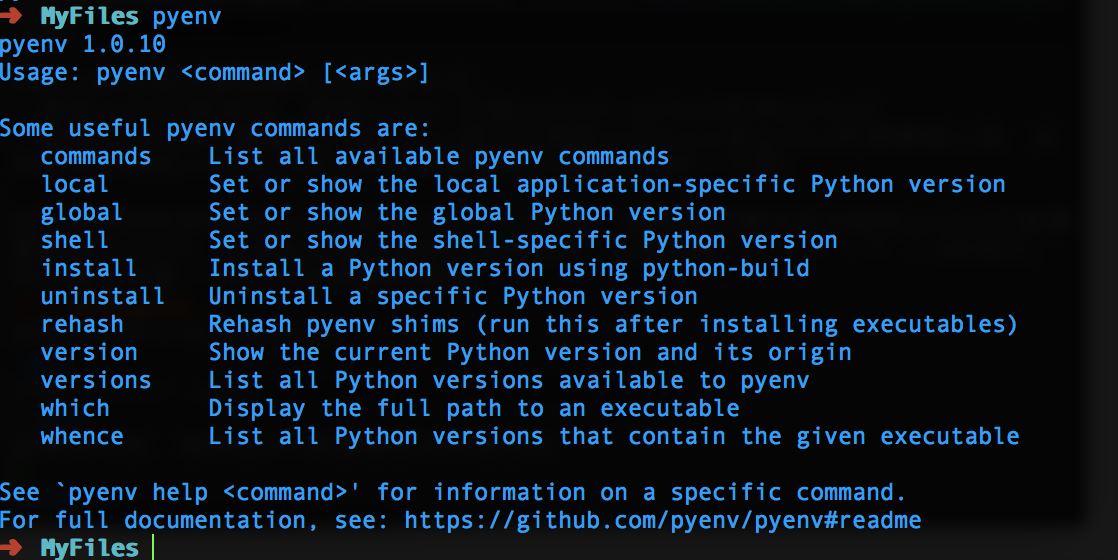 ➜ MyFiles pyenv
pyenv 1.0.10
Usage: pyenv <command> [<args>]

Some useful pyenv commands are:
   commands    List all available pyenv commands
   local       Set or show the local application-specific Python version
   global      Set or show the global Python version
   shell       Set or show the shell-specific Python version
   install     Install a Python version using python-build
   uninstall   Uninstall a specific Python version
   rehash      Rehash pyenv shims (run this after installing executables)
   version     Show the current Python version and its origin
   versions    List all Python versions available to pyenv
   which       Display the full path to an executable
   whence      List all Python versions that contain the given executable

See `pyenv help <command>' for information on a specific command.
For full documentation, see: https://github.com/pyenv/pyenv#readme
➜ MyFiles